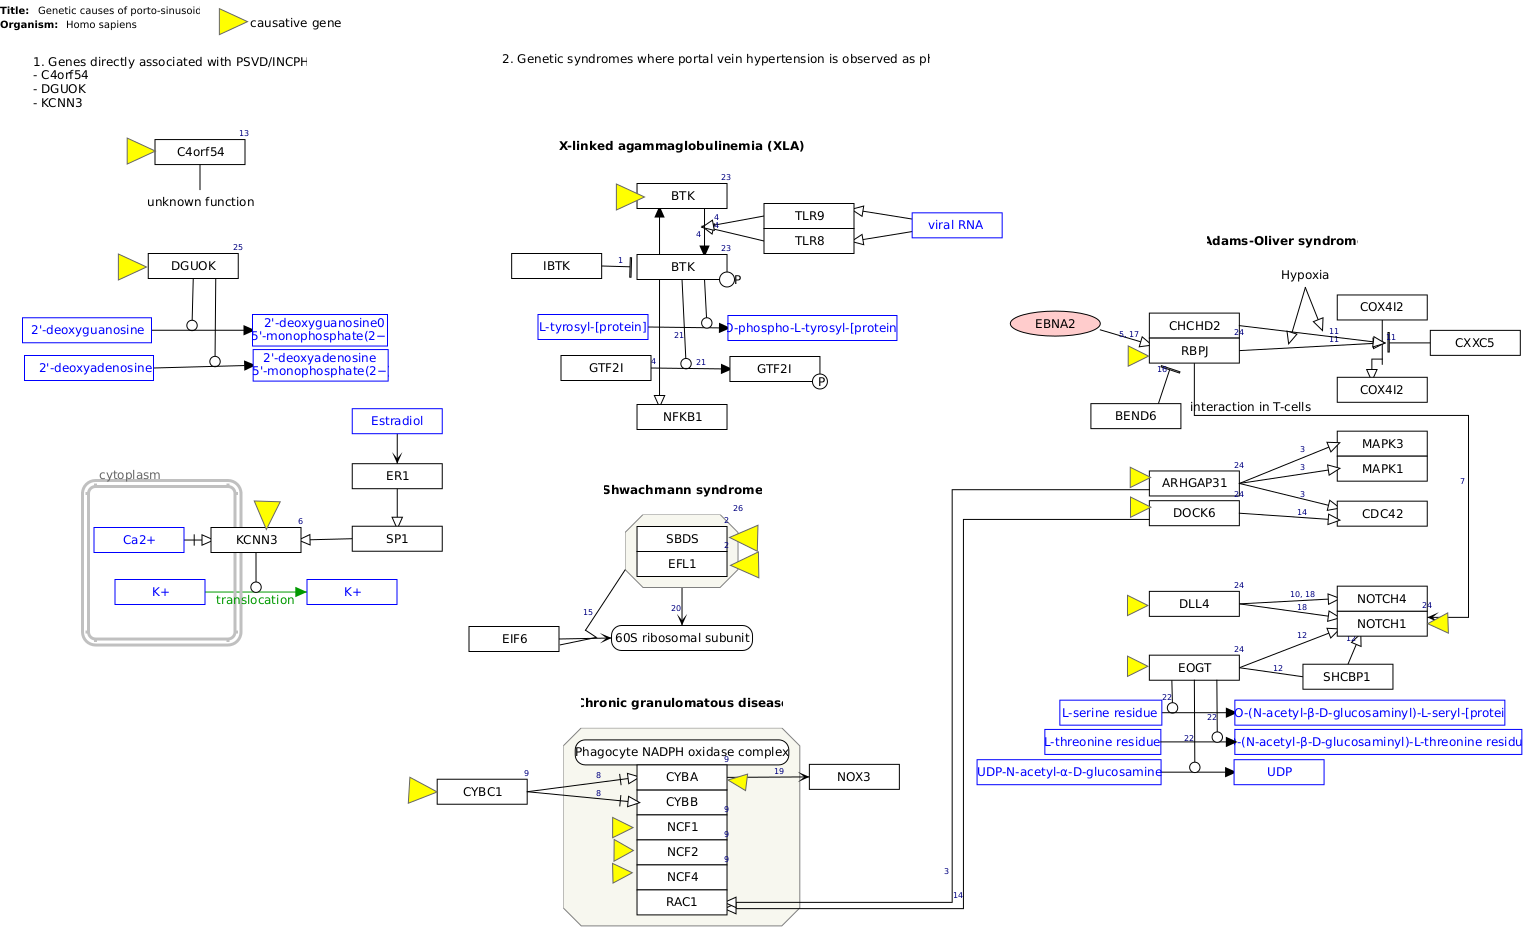 Title: Genetic causes of porto-sinusoid
Organism: Homo sapiens
causative gene
1. Genes directly associated with PSVD/INCPH
- C4orf54
- DGUOK
- KCNN3
2. Genetic syndromes where portal vein hypertension is observed as ph
13
C4orf54
unknown function
25
DGUOK
2'-deoxyguanosine
2'-deoxyguanosine0
5'-monophosphate(2−
2'-deoxyadenosine
2'-deoxyadenosine
5'-monophosphate(2−
Estradiol
ER1
SP1
cytoplasm
6
Ca2+
KCNN3
K+
K+
translocation
X-linked agammaglobulinemia (XLA)
23
BTK
TLR9
TLR8
viral RNA
4
4
4
23
IBTK
1
BTK
P
L-tyrosyl-[protein]
O-phospho-L-tyrosyl-[protein
21
GTF2I
4
21
GTF2I
P
NFKB1
Shwachmann syndrome
26
2
SBDS
2
EFL1
15
20
EIF6
60S ribosomal subunit
Chronic granulomatous disease
Phagocyte NADPH oxidase complex
9
CYBC1
8
8
9
CYBA
19
NOX3
CYBB
9
NCF1
9
NCF2
9
NCF4
RAC1
3
14
Adams-Oliver syndrome
Hypoxia
EBNA2
5, 17
CHCHD2
24
RBPJ
11
11
COX4I2
11
CXXC5
COX4I2
16
BEND6
interaction in T-cells
7
24
ARHGAP31
24
DOCK6
3
3
3
14
MAPK3
MAPK1
CDC42
24
DLL4
10, 18
18
NOTCH4
24
NOTCH1
24
EOGT
12
12
12
SHCBP1
22
22
22
L-serine residue
O-(N-acetyl-β-D-glucosaminyl)-L-seryl-[protei
L-threonine residue
-(N-acetyl-β-D-glucosaminyl)-L-threonine residu
UDP-N-acetyl-α-D-glucosamine
UDP